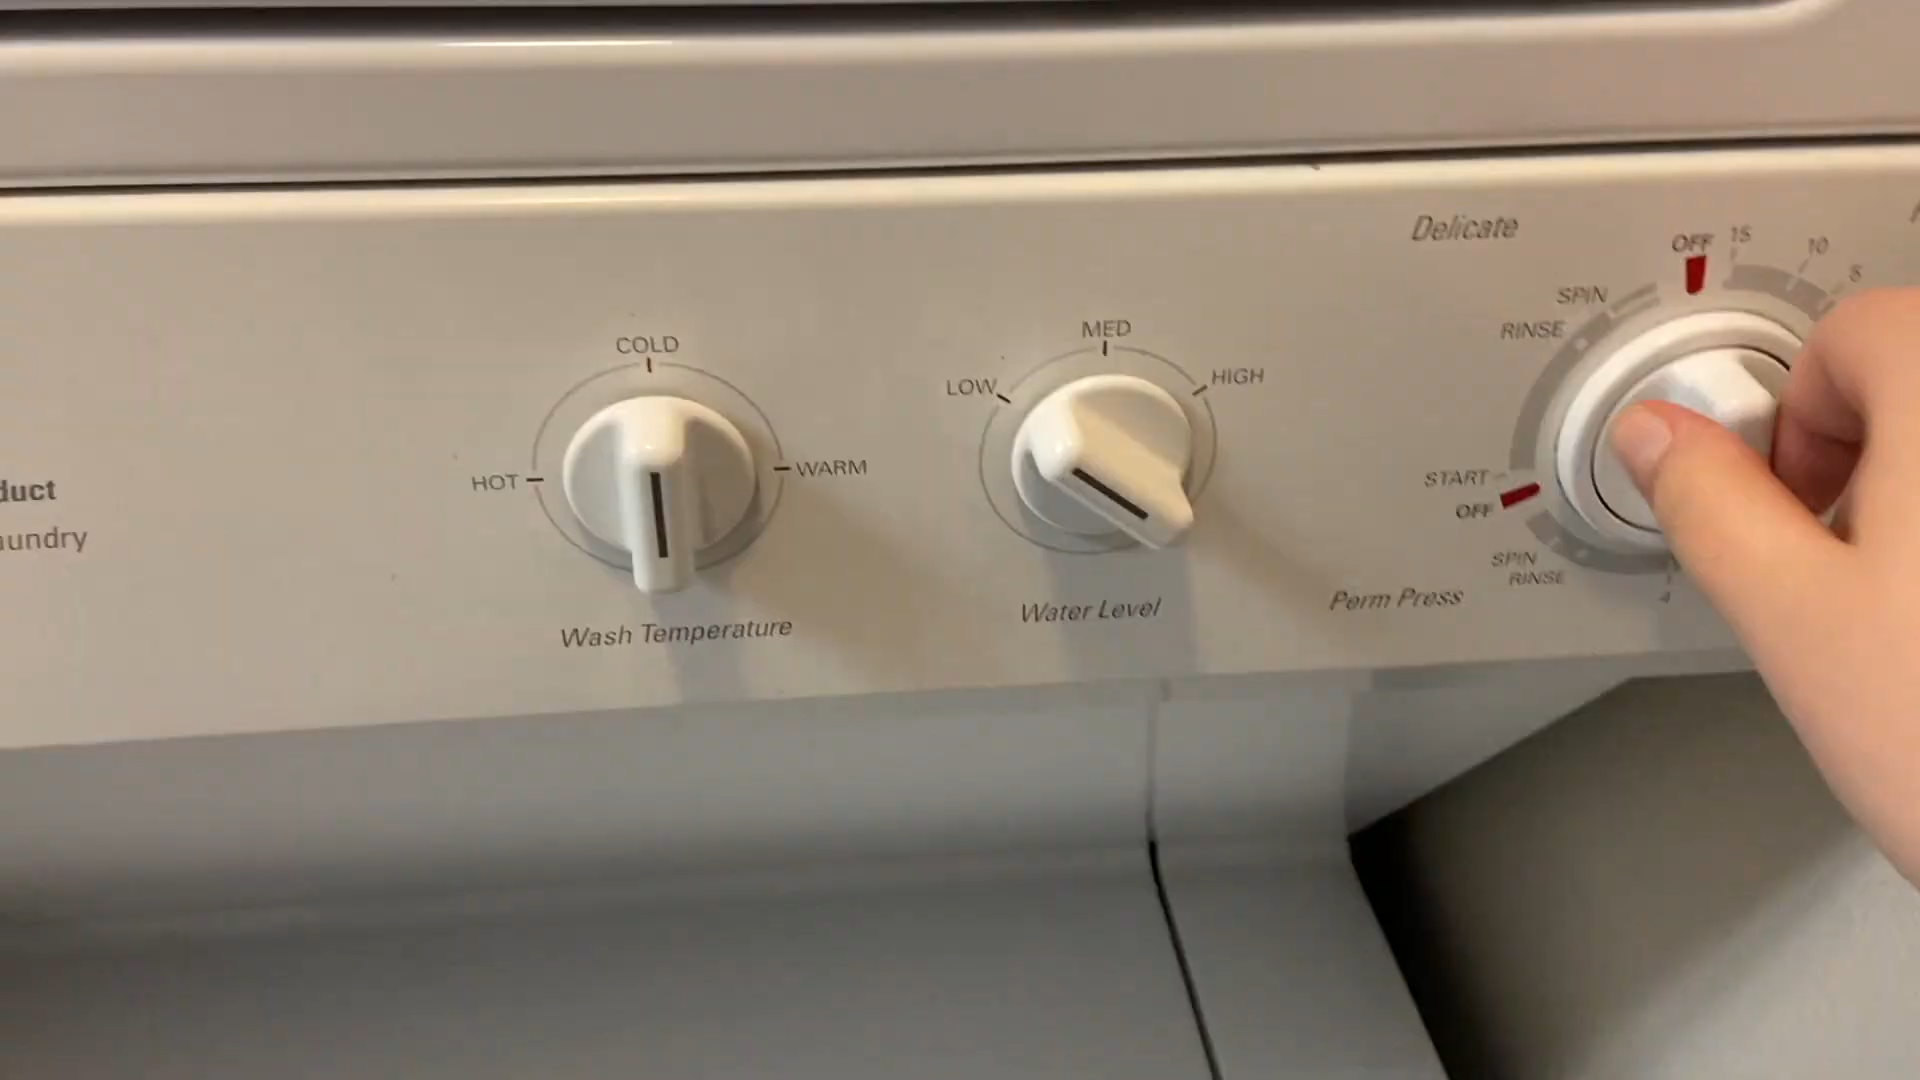 Delicate
OFF
15
10
5
SPIN
RINSE
COLD
MED
LOW
HIGH
HOT
WARM
START
OFF
SPIN
RINSE
4
Perm Press
Water Level
Wash Temperature
duct
aundry